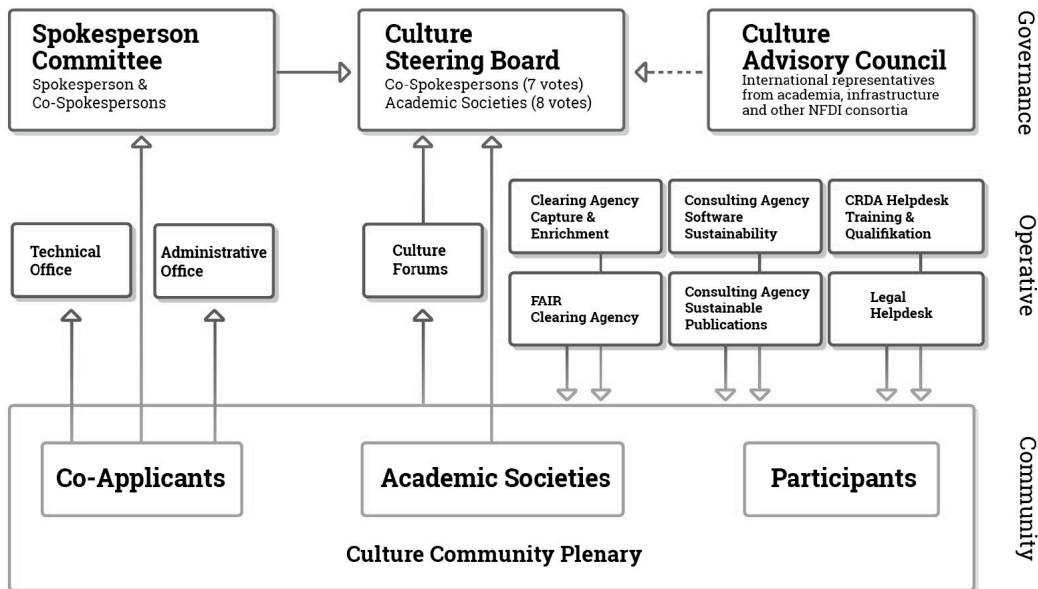 Spokesperson
Committee
Spokesperson &
Co-Spokespersons
Culture
Steering Board
Co-Spokespersons (7 votes)
Academic Societies (8 votes)
Culture
Advisory Council
International representatives
from academia, infrastructure
and other NFDI consortia
Governance
Technical
Office
Administrative
Office
Culture
Forums
Clearing Agency
Capture &
Enrichment
Consulting Agency
Software
Sustainability
CRDA Helpdesk
Training &
Qualifikation
FAIR
Clearing Agency
Consulting Agency
Sustainable
Publications
Legal
Helpdesk
Operative
Co-Applicants
Academic Societies
Participants
Culture Community Plenary
Community